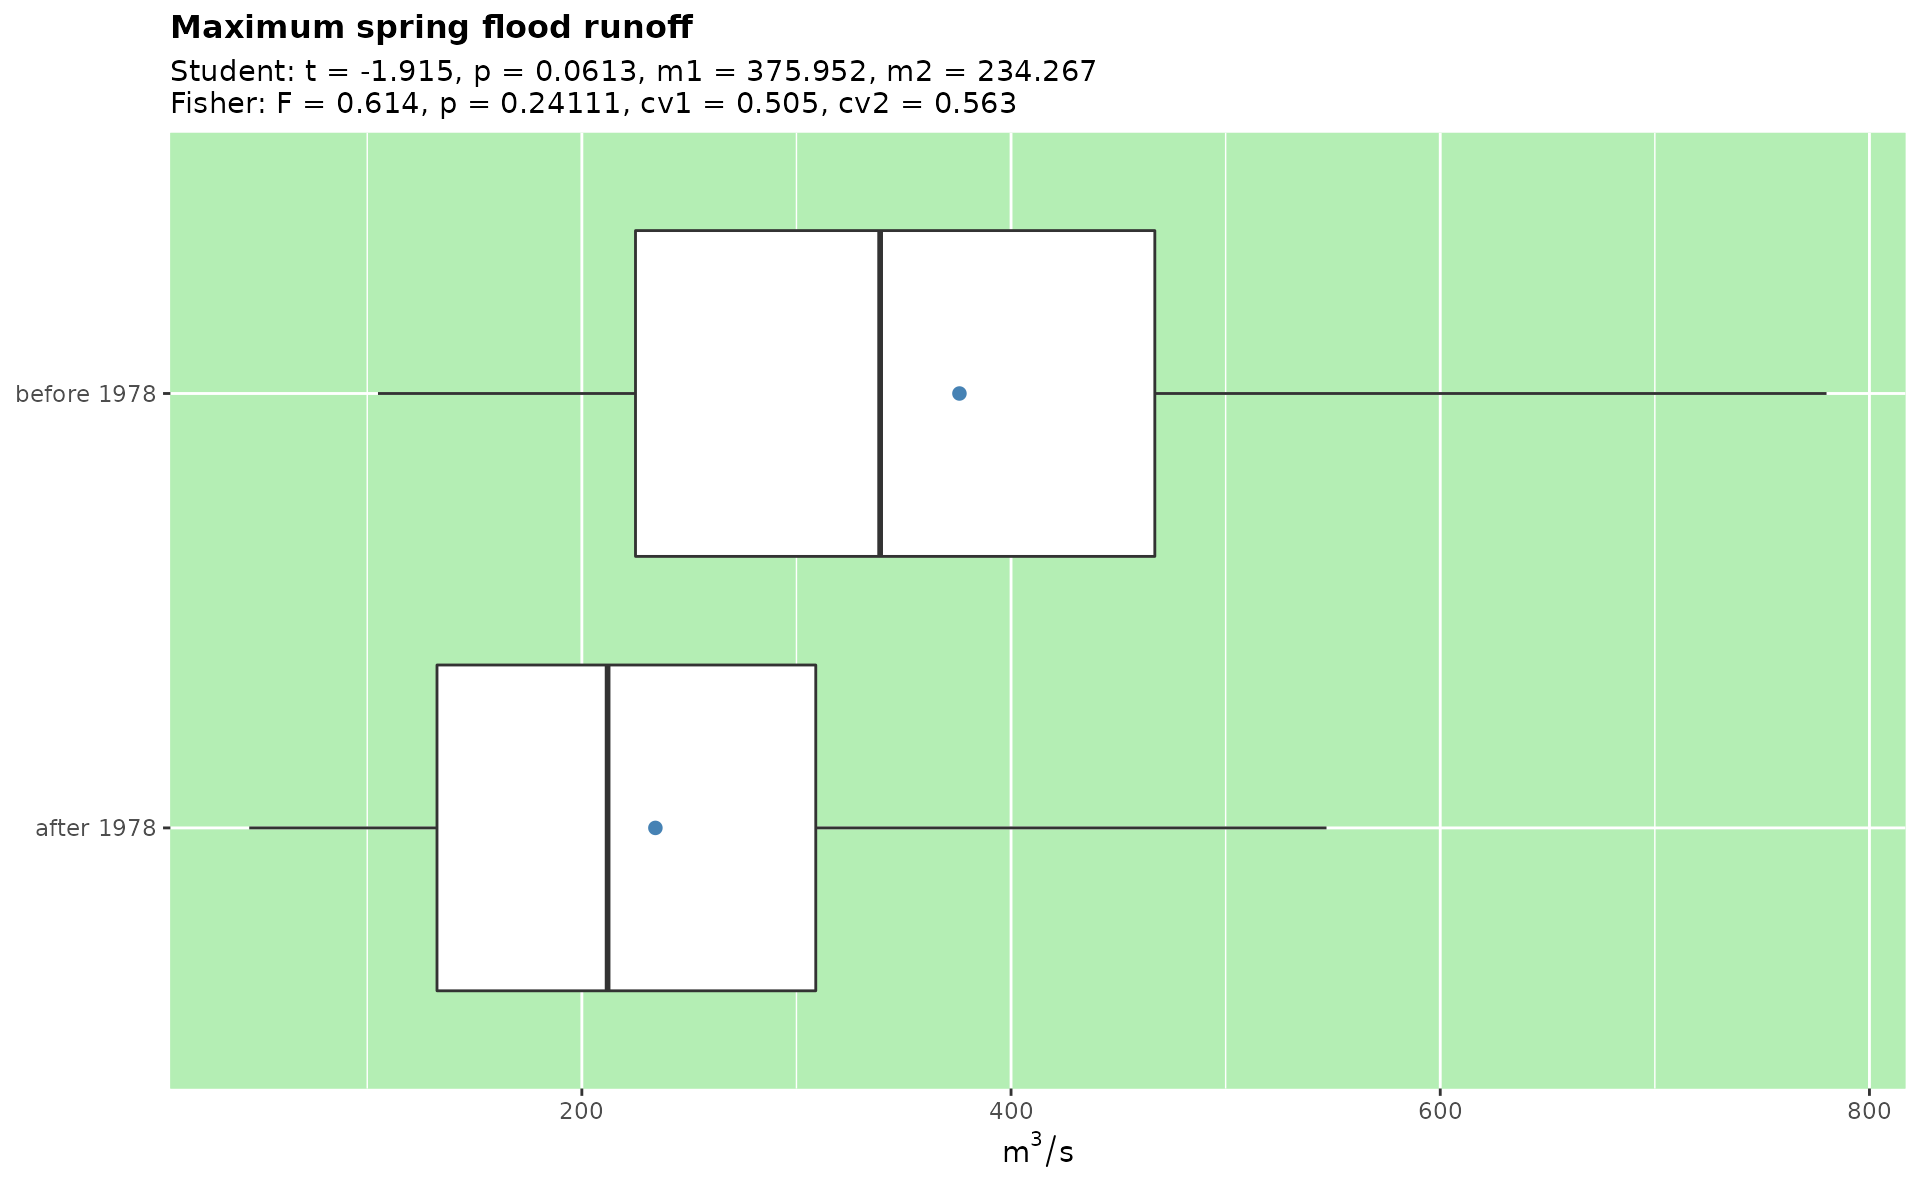 Maximum spring flood runoff
Student: t = -1.915, p = 0.0613, m1 = 375.952, m2 = 234.267
Fisher: F = 0.614, p = 0.24111, cv1 = 0.505, cv2 = 0.563
before 1978
after 1978
200 400 600 800
m³/s